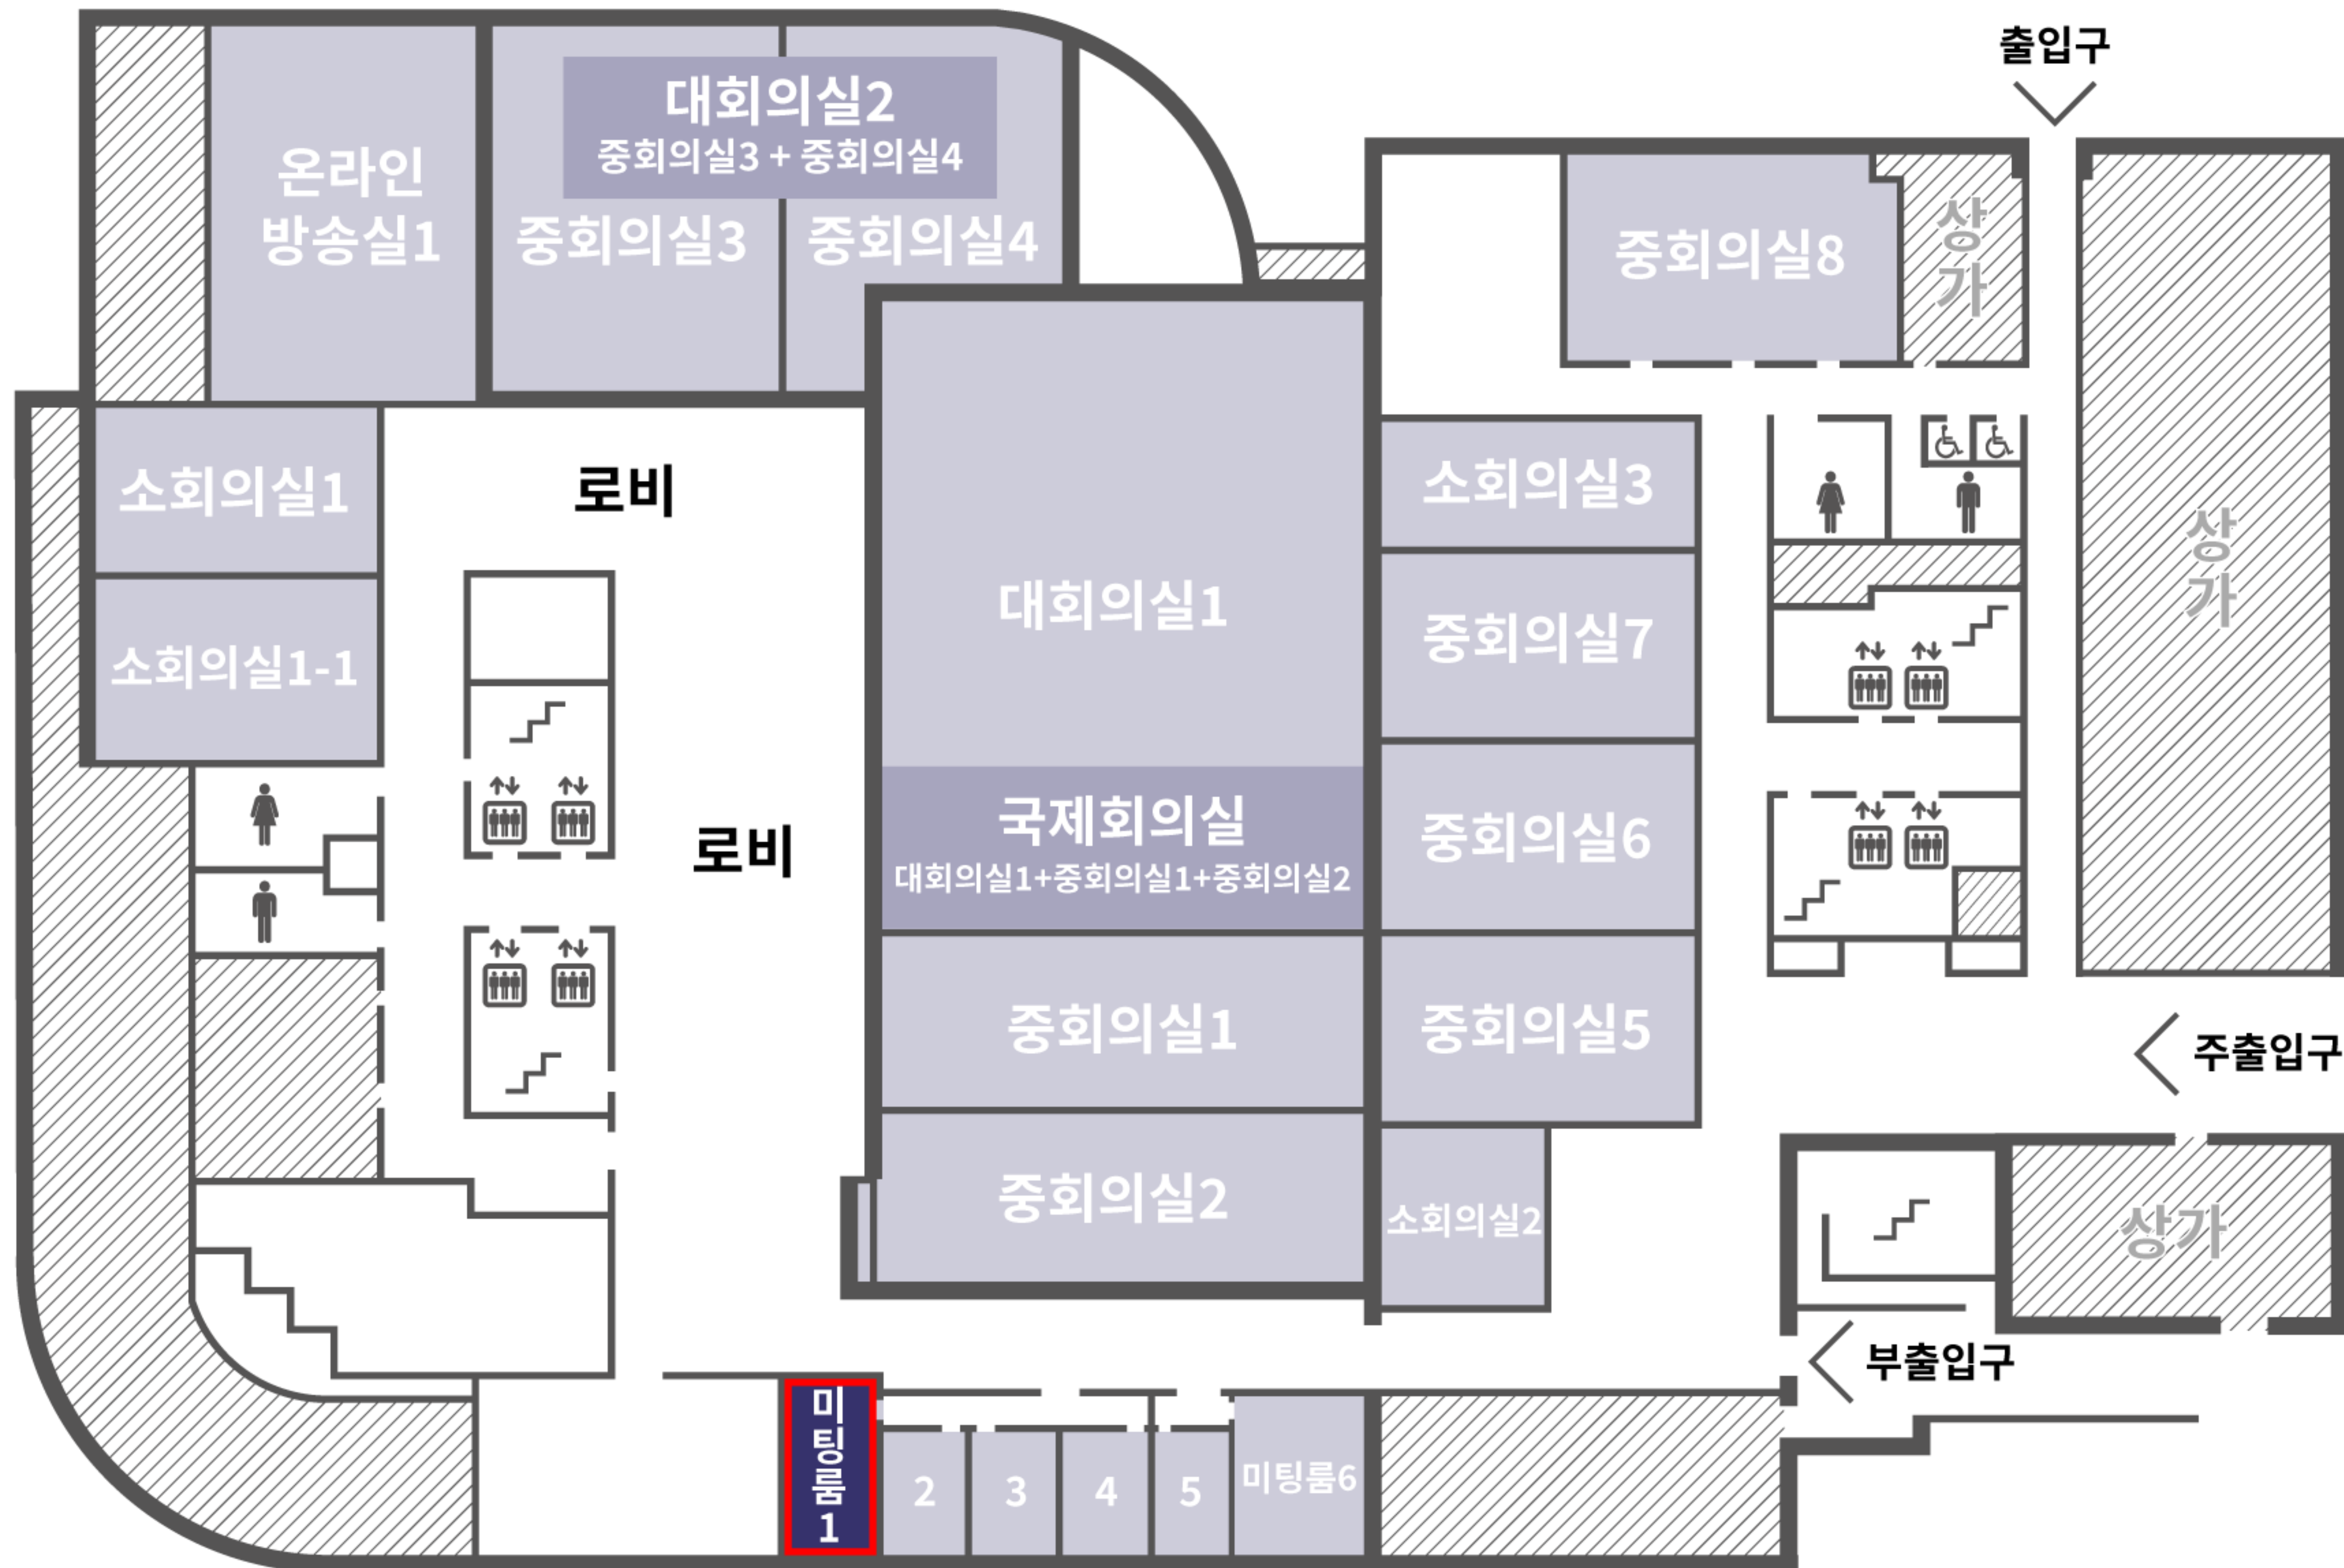 출입구
대회의실2
중회의실3 + 중회의실4
온라인
방송실1
중회의실3
중회의실4
중회의실8
상
가
소회의실1
로비
소회의실3
상
가
대회의실1
중회의실7
소회의실1-1
국제회의실
대회의실1+중회의실1+중회의실2
중회의실6
로비
중회의실1
중회의실5
주출입구
중회의실2
소회의실2
상가
부출입구
미
팅
룸
1
2
3
4
5
미팅룸6